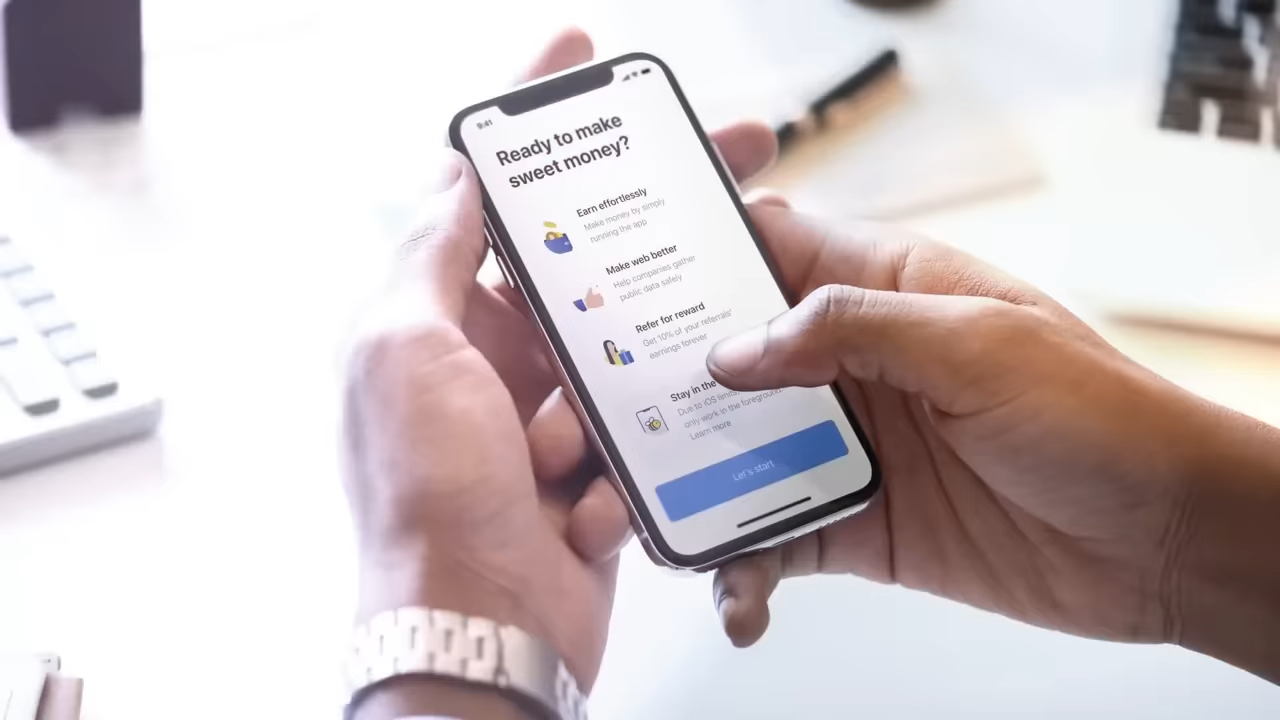 9:41
Ready to make
sweet money?
Earn effortlessly
Make money by simply
running the app
Make web better
Help companies gather
public data safely
Refer for reward
Get 10% of your referrals'
earnings forever
Stay in the
Due to iOS limits,
only work in the foreground.
Learn more
Let's start